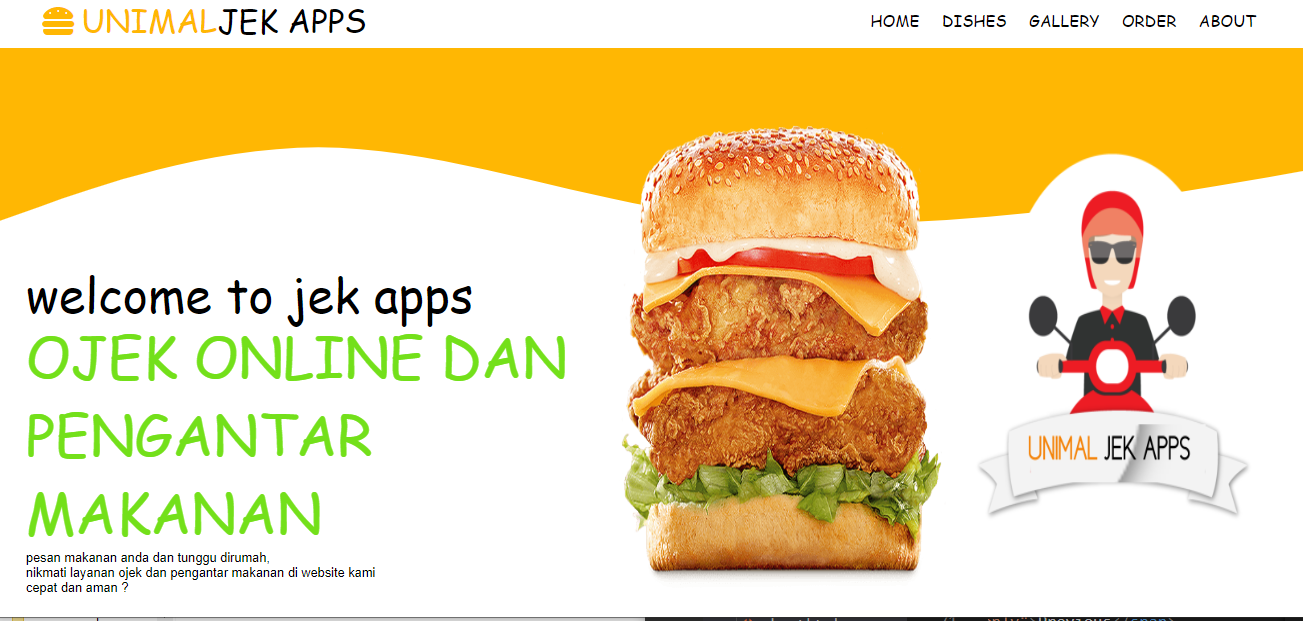 UNIMALJEK APPS
HOME DISHES GALLERY ORDER ABOUT
welcome to jek apps
OJEK ONLINE DAN
PENGANTAR
MAKANAN
pesan makanan anda dan tunggu dirumah,
nikmati layanan ojek dan pengantar makanan di website kami
cepat dan aman ?
UNIMAL JEK APPS